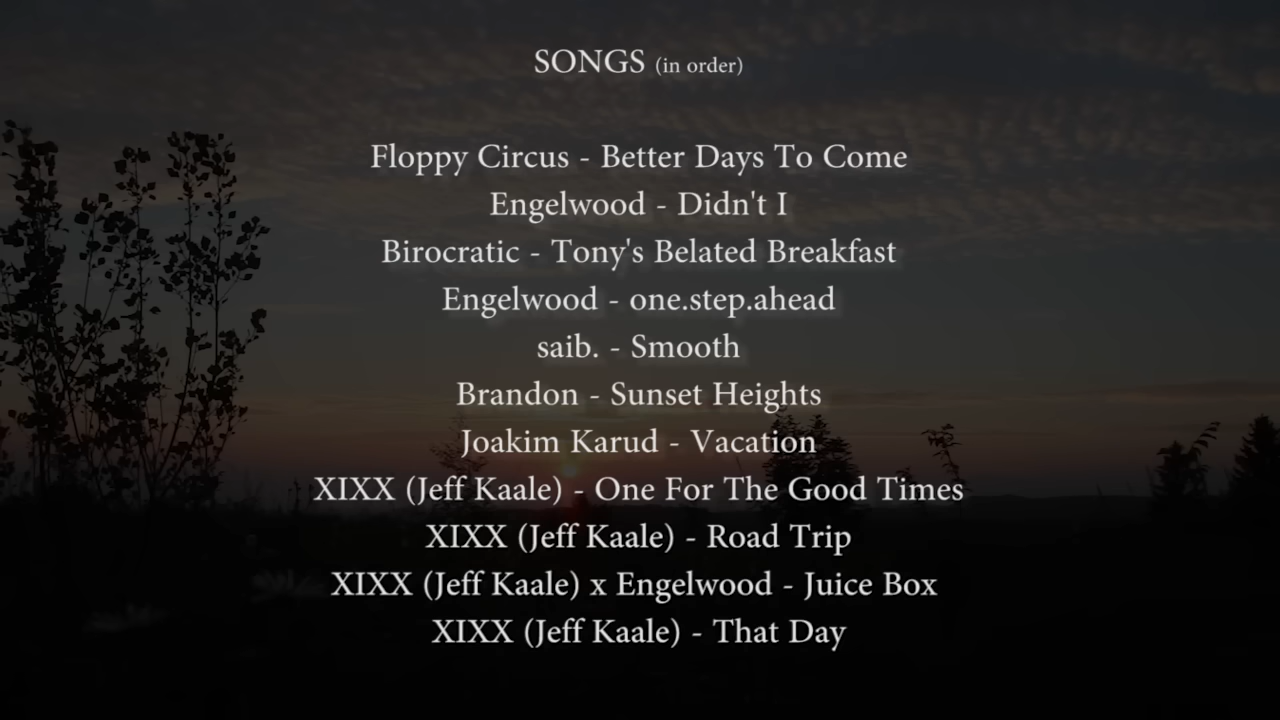 SONGS (in order)
Floppy Circus - Better Days To Come
Engelwood - Didn't I
Birocratic - Tony's Belated Breakfast
Engelwood - one.step.ahead
saib. - Smooth
Brandon - Sunset Heights
Joakim Karud - Vacation
XIXX (Jeff Kaale) - One For The Good Times
XIXX (Jeff Kaale) - Road Trip
XIXX (Jeff Kaale) x Engelwood - Juice Box
XIXX (Jeff Kaale) - That Day